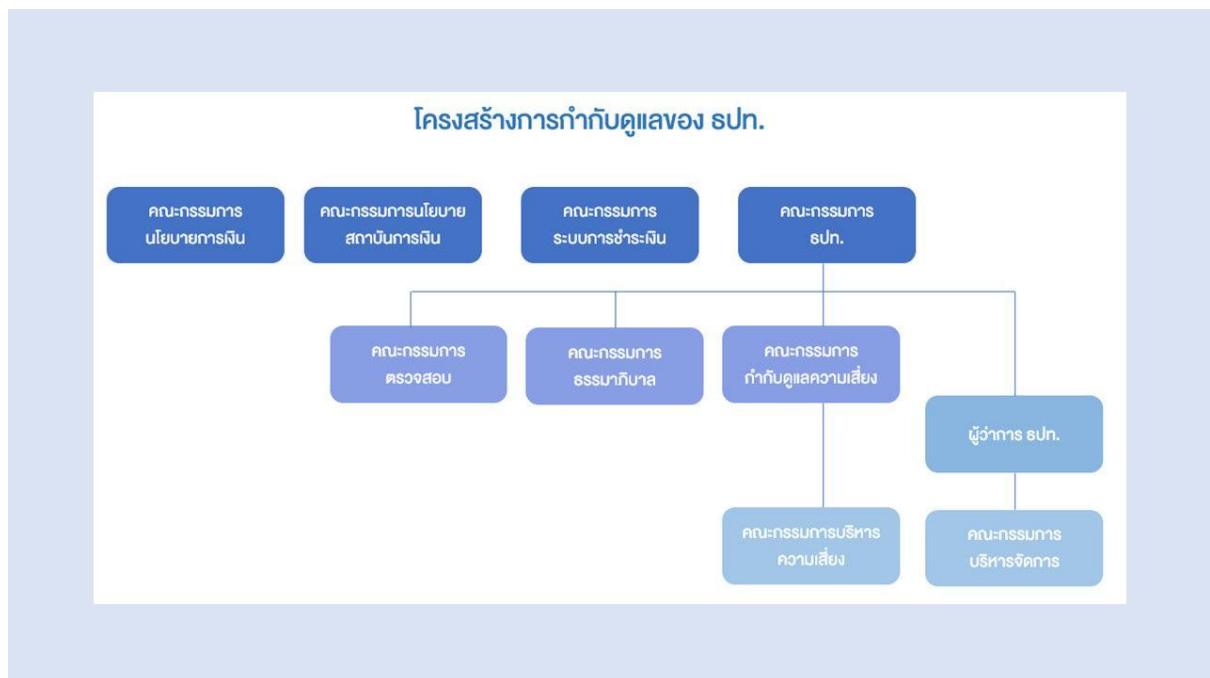 โครงสร้างการกำกับดูแลของ ธปท.
คณะกรรมการ
นโยบายการเงิน
คณะกรรมการนโยบาย
สถาบันการเงิน
คณะกรรมการ
ระบบการชำระเงิน
คณะกรรมการ
ธปท.
คณะกรรมการ
ตรวจสอบ
คณะกรรมการ
ธรรมาภิบาล
คณะกรรมการ
กำกับดูแลความเสี่ยง
ผู้ว่าการ ธปท.
คณะกรรมการบริหาร
ความเสี่ยง
คณะกรรมการ
บริหารจัดการ